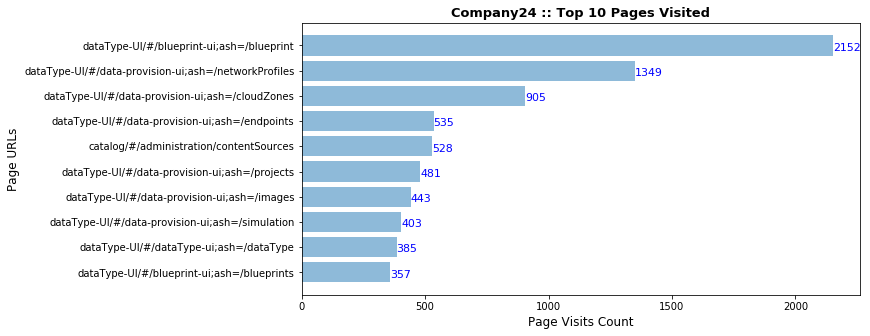 Company24 :: Top 10 Pages Visited
Page URLs
dataType-UI/#/blueprint-ui;ash=/blueprint 2152
dataType-UI/#/data-provision-ui;ash=/networkProfiles 1349
dataType-UI/#/data-provision-ui;ash=/cloudZones 905
dataType-UI/#/data-provision-ui;ash=/endpoints 535
catalog/#/administration/contentSources 528
dataType-UI/#/data-provision-ui;ash=/projects 481
dataType-UI/#/data-provision-ui;ash=/images 443
dataType-UI/#/data-provision-ui;ash=/simulation 403
dataType-UI/#/dataType-ui;ash=/dataType 385
dataType-UI/#/blueprint-ui;ash=/blueprints 357
0 500 1000 1500 2000
Page Visits Count